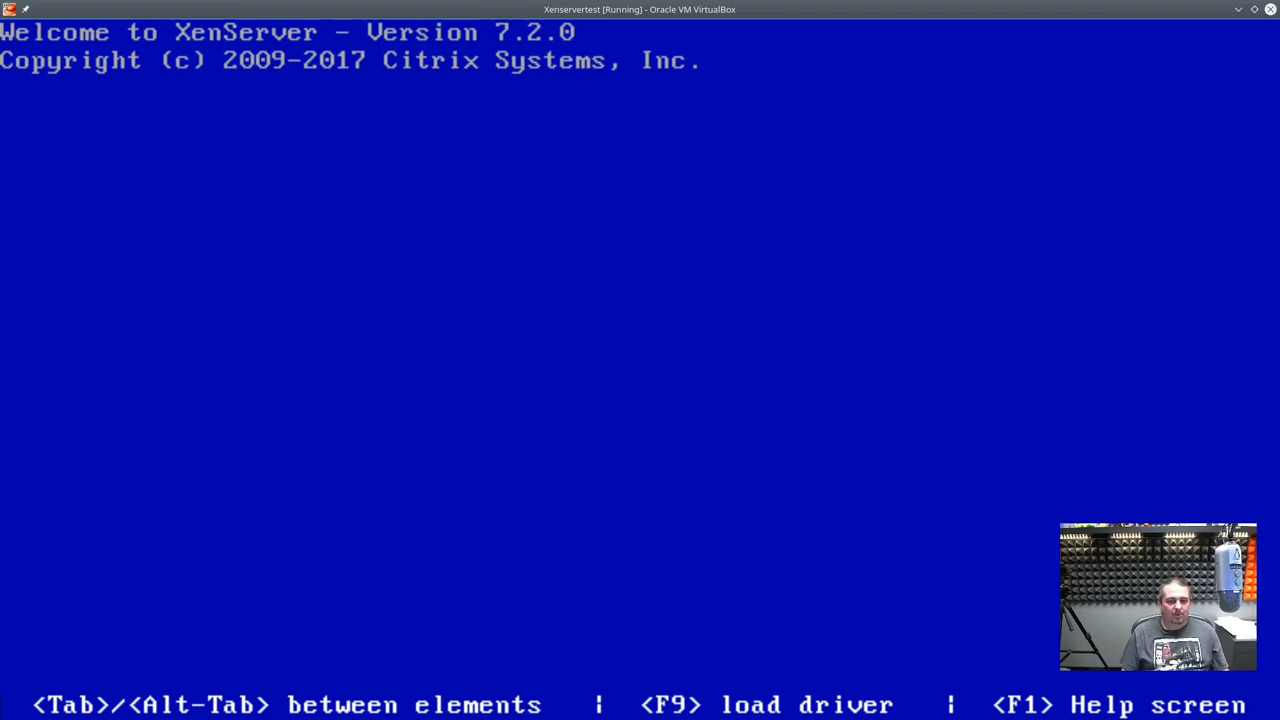 Xenservertest [Running] - Oracle VM VirtualBox
Welcome to XenServer - Version 7.2.0
Copyright (c) 2009-2017 Citrix Systems, Inc.
<Tab>/<Alt-Tab> between elements | <F9> load driver | <F1> Help screen